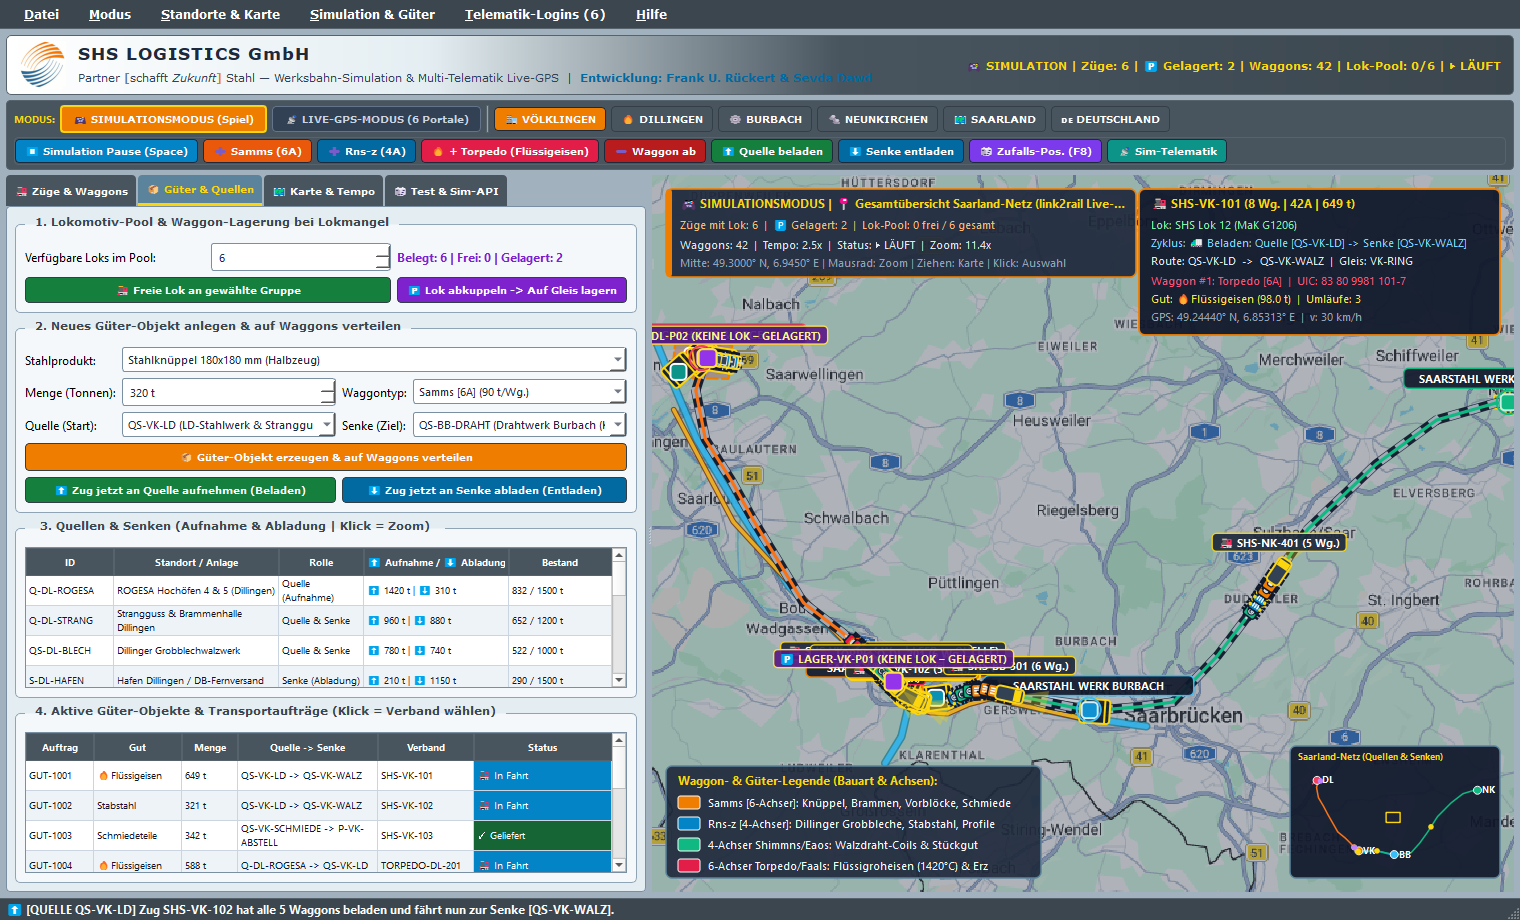 Datei Modus Standorte & Karte Simulation & Güter Telematik-Logins (6) Hilfe
SHS LOGISTICS GmbH
Partner [schafft Zukunft] Stahl — Werksbahn-Simulation & Multi-Telematik Live-GPS | Entwicklung: Frank U. Rückert & Sevda
SIMULATION | Züge: 6 | P Gelagert: 2 | Waggons: 42 | Lok-Pool: 0/6 | LÄUFT
MODUS: SIMULATIONSMODUS (Spiel) LIVE-GPS-MODUS (6 Portale) VÖLKLINGEN DILLINGEN BURBACH NEUNKIRCHEN SAARLAND DE DEUTSCHLAND
Simulation Pause (Space) Samms (6A) Rns-z (4A) + Torpedo (Flüssigeisen) Waggon ab Quelle beladen Senke entladen Zufalls-Pos. (F8) Sim-Telematik
Züge & Waggons Güter & Quellen Karte & Tempo Test & Sim-API
1. Lokomotiv-Pool & Waggon-Lagerung bei Lokmangel
Verfügbare Loks im Pool: 6 Belegt: 6 | Frei: 0 | Gelagert: 2
Freie Lok an gewählte Gruppe P Lok abkuppeln -> Auf Gleis lagern
2. Neues Güter-Objekt anlegen & auf Waggons verteilen
Stahlprodukt: Stahlknüppel 180x180 mm (Halbzeug)
Menge (Tonnen): 320 t Waggontyp: Samms [6A] (90 t/Wg.)
Quelle (Start): QS-VK-LD (LD-Stahlwerk & Stranggu Senke (Ziel): QS-BB-DRAHT (Drahtwerk Burbach (
Güter-Objekt erzeugen & auf Waggons verteilen
Zug jetzt an Quelle aufnehmen (Beladen) Zug jetzt an Senke abladen (Entladen)
3. Quellen & Senken (Aufnahme & Abladung | Klick = Zoom)
ID Standort / Anlage Rolle Aufnahme / Abladung Bestand
Q-DL-ROGESA ROGESA Hochöfen 4 & 5 (Dillingen) Quelle (Aufnahme) 1420 t | 310 t 832 / 1500 t
Q-DL-STRANG Strangguss & Brammenhalle Dillingen Quelle & Senke 960 t | 880 t 652 / 1200 t
QS-DL-BLECH Dillinger Grobblechwalzwerk Quelle & Senke 780 t | 740 t 522 / 1000 t
S-DL-HAFEN Hafen Dillingen / DB-Fernversand Senke (Abladung) 210 t | 1150 t 290 / 1500 t
4. Aktive Güter-Objekte & Transportaufträge (Klick = Verband wählen)
Auftrag Gut Menge Quelle -> Senke Verband Status
GUT-1001 Flüssigeisen 649 t QS-VK-LD -> QS-VK-WALZ SHS-VK-101 In Fahrt
GUT-1002 Stabstahl 321 t QS-VK-LD -> QS-VK-WALZ SHS-VK-102 In Fahrt
GUT-1003 Schmiedeteile 342 t QS-VK-SCHMIEDE -> P-VK-ABSTELL SHS-VK-103 ✓ Geliefert
GUT-1004 Flüssigeisen 588 t Q-DL-ROGESA -> QS-VK-LD TORPEDO-DL-201 In Fahrt
SIMULATIONSMODUS | Gesamtübersicht Saarland-Netz (link2rail Live-...
Züge mit Lok: 6 | P Gelagert: 2 | Lok-Pool: 0 frei / 6 gesamt
Waggons: 42 | Tempo: 2.5x | Status: LÄUFT | Zoom: 11.4x
Mitte: 49.3000° N, 6.9450° E | Mausrad: Zoom | Ziehen: Karte | Klick: Auswahl
SHS-VK-101 (8 Wg. | 42A | 649 t)
Lok: SHS Lok 12 (MaK G1206)
Zyklus: Beladen: Quelle [QS-VK-LD] -> Senke [QS-VK-WALZ]
Route: QS-VK-LD -> QS-VK-WALZ | Gleis: VK-RING
Waggon #1: Torpedo [6A] | UIC: 83 80 9981 101-7
Gut: Flüssigeisen (98.0 t) | Umläufe: 3
GPS: 49.24440° N, 6.85313° E | v: 30 km/h
HÜTTERSDORF
41
Nalbach
DL-P02 (KEINE LOK – GELAGERT)
EIWEILER
Merchweiler
Schiffweiler
41
Saarwellingen
SAARSTAHL WERK
8
8
Heusweiler
1
8
SAULAUTERN
8
51
ELVERSBERG
Schwalbach
Riegelsberg
620
SHS-NK-401 (5 Wg.)
623
Püttlingen
St. Ingbert
40
Wadgassen
BURBACH
P LAGER-VK-P01 (KEINE LOK – GELAGERT)
01 (6 Wg.)
SAARSTAHL WERK BURBACH
Saarbrücken
40
6
KLARENTHAL
41
620
51
Waggon- & Güter-Legende (Bauart & Achsen):
Samms [6-Achser]: Knüppel, Brammen, Vorblöcke, Schmiede
Rns-z [4-Achser]: Dillinger Grobbleche, Stabstahl, Profile
4-Achser Shimmns/Eaos: Walzdraht-Coils & Stückgut
6-Achser Torpedo/Faals: Flüssigroheisen (1420°C) & Erz
Saarland-Netz (Quellen & Senken)
DL
NK
VK
BB
[QUELLE QS-VK-LD] Zug SHS-VK-102 hat alle 5 Waggons beladen und fährt nun zur Senke [QS-VK-WALZ].